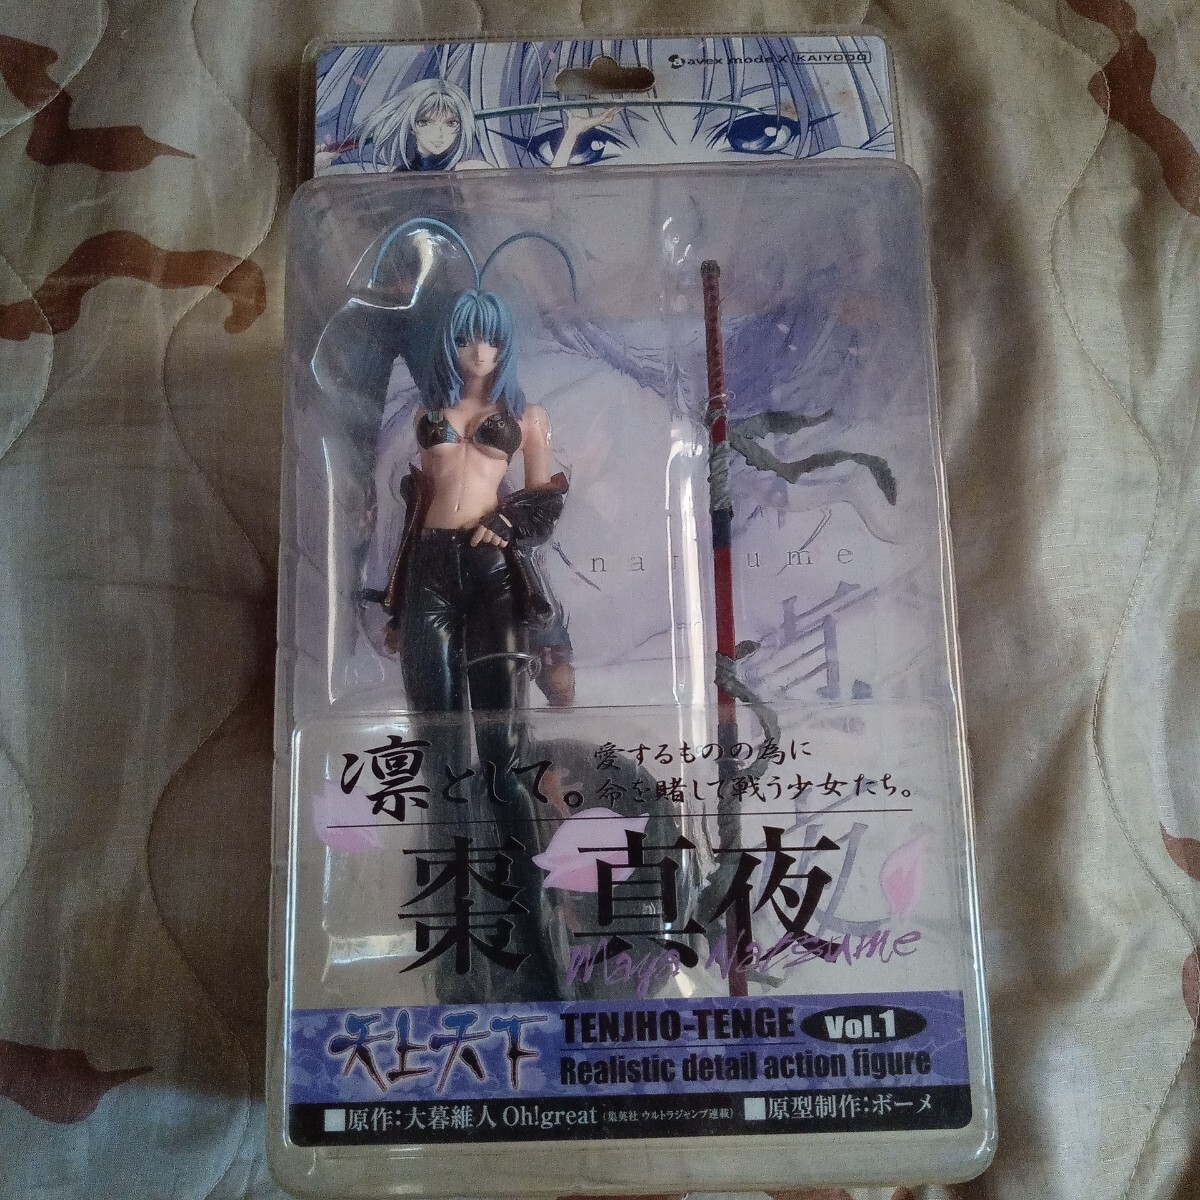 avex mode X KAIYODO
na ume
真
凛として。
愛するものの為に
命を賭して戦う少女たち。
棗 真夜
Maya Natsume
天上天下
TENJHO-TENGE Vol.1
Realistic detail action figure
■原作：大暮維人 Oh!great（集英社 ウルトラジャンプ連載） ■原型制作：ボーメ